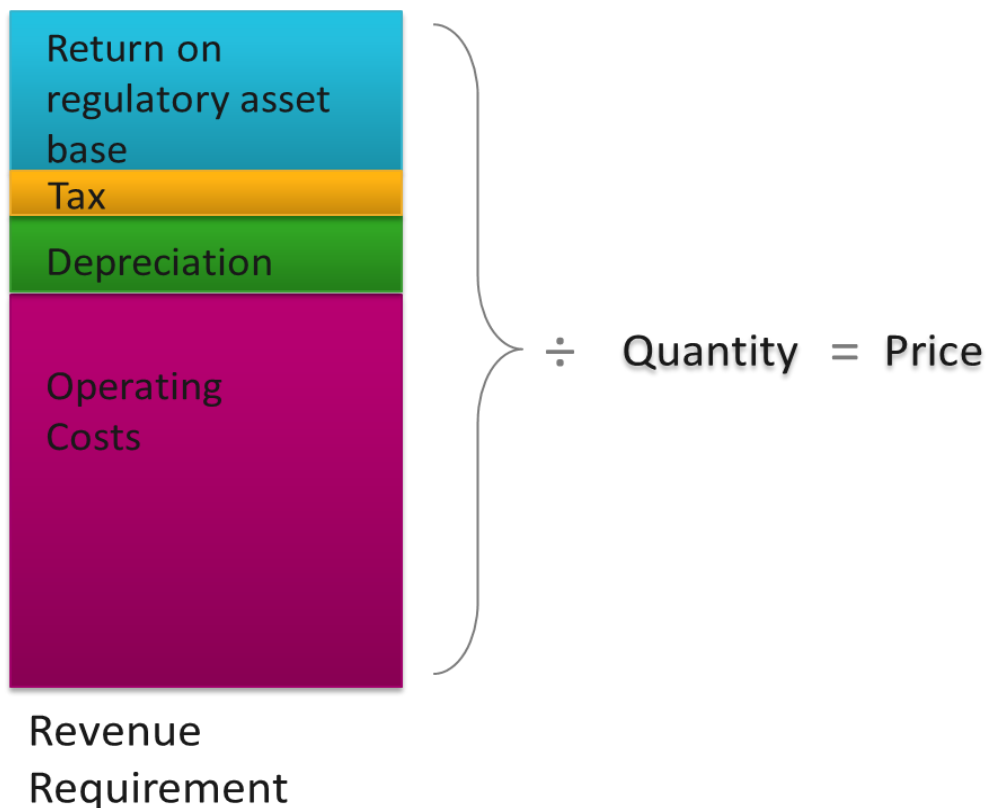 Return on
regulatory asset
base
Tax
Depreciation
Operating
Costs
÷ Quantity = Price
Revenue
Requirement